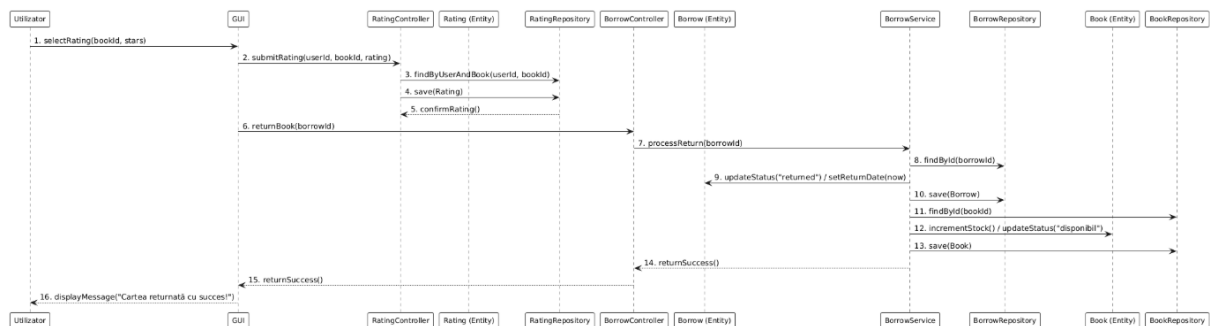 Utilizator GUI RatingController Rating (Entity) RatingRepository BorrowController Borrow (Entity) BorrowService BorrowRepository Book (Entity) BookRepository
1. selectRating(bookId, stars)
2. submitRating(userId, bookId, rating)
3. findByUserAndBook(userId, bookId)
4. save(Rating)
5. confirmRating()
6. returnBook(borrowId)
7. processReturn(borrowId)
8. findById(borrowId)
9. updateStatus("returned") / setReturnDate(now)
10. save(Borrow)
11. findById(bookId)
12. incrementStock() / updateStatus("disponibil")
13. save(Book)
14. returnSuccess()
15. returnSuccess()
16. displayMessage("Cartea returnată cu succes!")
Utilizator GUI RatingController Rating (Entity) RatingRepository BorrowController Borrow (Entity) BorrowService BorrowRepository Book (Entity) BookRepository